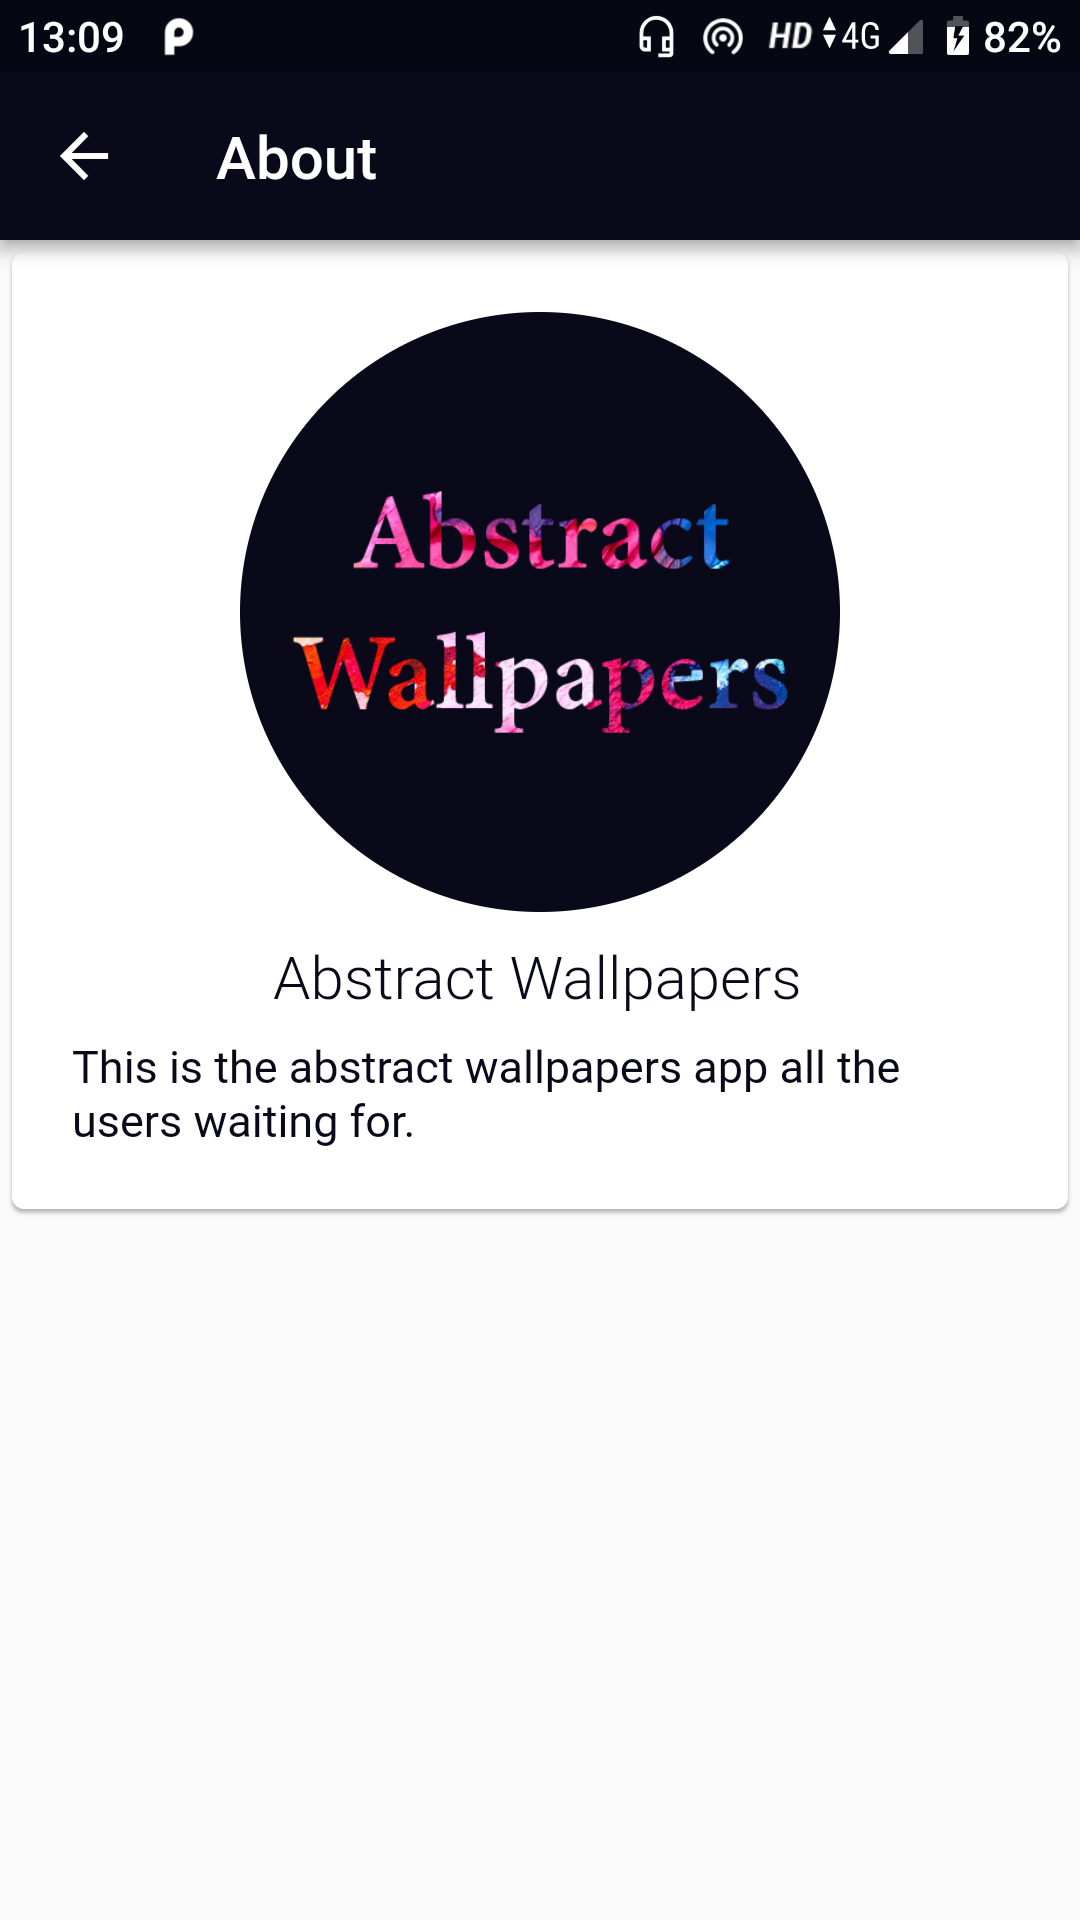 13:09 P HD 4G 82%
About
Abstract
Wallpapers
Abstract Wallpapers
This is the abstract wallpapers app all the
users waiting for.